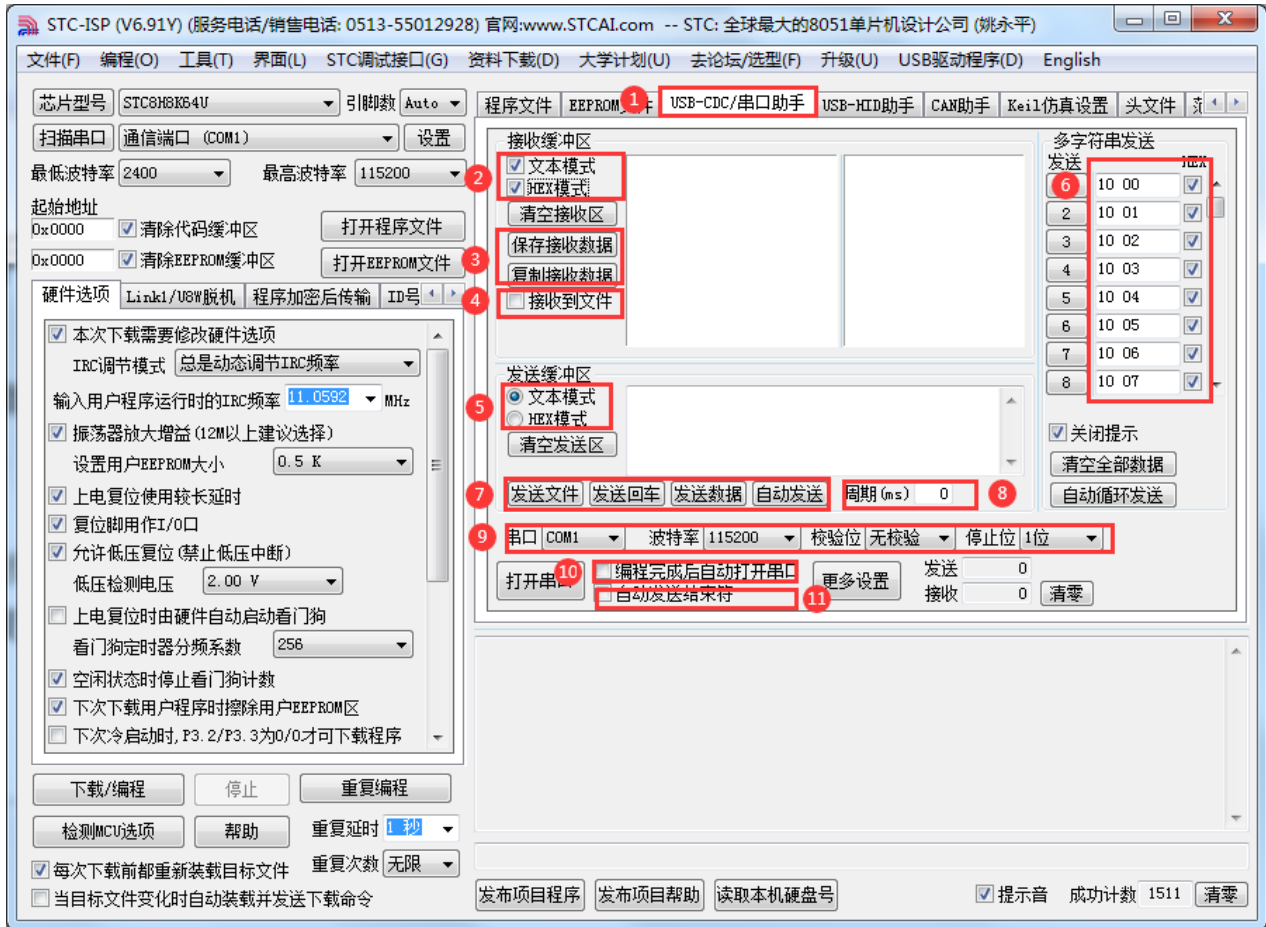 STC-ISP (V6.91Y) (服务电话/销售电话: 0513-55012928) 官网:www.STCAI.com -- STC: 全球最大的8051单片机设计公司 (姚永平)
文件(F) 编程(O) 工具(T) 界面(L) STC调试接口(G) 资料下载(D) 大学计划(U) 去论坛/选型(F) 升级(U) USB驱动程序(D) English
芯片型号 STC8H8K64U 引脚数 Auto
扫描串口 通信端口 (COM1) 设置
最低波特率 2400 最高波特率 115200
起始地址
0x0000 清除代码缓冲区 打开程序文件
0x0000 清除EEPROM缓冲区 打开EEPROM文件
硬件选项 Link1/U8W脱机 程序加密后传输 ID号
本次下载需要修改硬件选项
IRC调节模式 总是动态调节IRC频率
输入用户程序运行时的IRC频率 11.0592 MHz
振荡器放大增益(12M以上建议选择)
设置用户EEPROM大小 0.5 K
上电复位使用较长延时
复位脚用作I/O口
允许低压复位(禁止低压中断)
低压检测电压 2.00 V
上电复位时由硬件自动启动看门狗
看门狗定时器分频系数 256
空闲状态时停止看门狗计数
下次下载用户程序时擦除用户EEPROM区
下次冷启动时,P3.2/P3.3为0/0才可下载程序
下载/编程 停止 重复编程
检测MCU选项 帮助 重复延时 1 秒
每次下载前都重新装载目标文件 重复次数 无限
当目标文件变化时自动装载并发送下载命令
程序文件 EEPROM 1 USB-CDC/串口助手 USB-HID助手 CAN助手 Keil仿真设置 头文件
接收缓冲区
2 文本模式
HEX模式
清空接收区
3 保存接收数据
复制接收数据
4 接收到文件
发送缓冲区
5 文本模式
HEX模式
清空发送区
7 发送文件 发送回车 发送数据 自动发送 周期(ms) 0 8
多字符串发送
发送 HEX
6 10 00
2 10 01
3 10 02
4 10 03
5 10 04
6 10 05
7 10 06
8 10 07
关闭提示
清空全部数据
自动循环发送
9 串口 COM1 波特率 115200 校验位 无校验 停止位 1位
打开串口 10 编程完成后自动打开串口 更多设置 发送 0
自动发送结束符 11 接收 0 清零
发布项目程序 发布项目帮助 读取本机硬盘号 提示音 成功计数 1511 清零